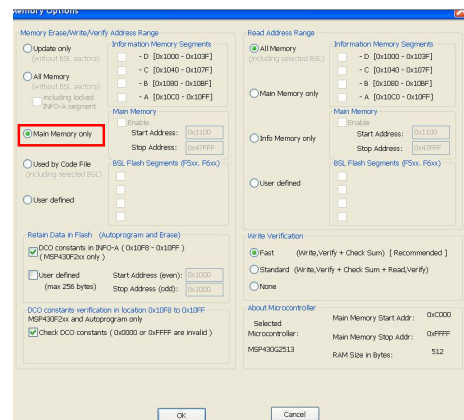 Memory Options
Memory Erase/Write/Verify Address Range
Update only
(without BSL sectors)
All Memory
(without BSL sectors)
including locked
INFO-A segment
Main Memory only
Used by Code File
(including selected BSL)
User defined
Information Memory Segments
- D (0x1000 - 0x103F)
- C (0x1040 - 0x107F)
- B (0x1080 - 0x10BF)
- A (0x10C0 - 0x10FF)
Main Memory
Enable
Start Address: 0x1100
Stop Address: 0x47FFF
BSL Flash Segments (F5xx. F6xx)
Retain Data in Flash (Autoprogram and Erase)
DCO constants in INFO-A ( 0x10F8 - 0x10FF )
( MSP430F2xx only )
User defined
(max 256 bytes)
Start Address (even): 0x1000
Stop Address (odd): 0x1000
DCO constants verification in location 0x10F8 to 0x10FF
MSP430F2xx and Autoprogram only
Check DCO constants ( 0x0000 or 0xFFFF are invalid )
Read Address Range
All Memory
(including selected BSL)
Main Memory only
Info Memory only
User defined
Information Memory Segments
- D (0x1000 - 0x103F)
- C (0x1040 - 0x107F)
- B (0x1080 - 0x10BF)
- A (0x10C0 - 0x10FF)
Main Memory
Enable
Start Address: 0x1100
Stop Address: 0x47FFF
BSL Flash Segments (F5xx. F6xx)
Write Verification
Fast (Write,Verify + Check Sum) [ Recommended ]
Standard (Write,Verify + Check Sum + Read,Verify)
None
About Microcontroller
Selected
Microcontroller:
MSP430G2513
Main Memory Start Addr: 0xC000
Main Memory Stop Addr: 0xFFFF
RAM Size in Bytes: 512
OK
Cancel